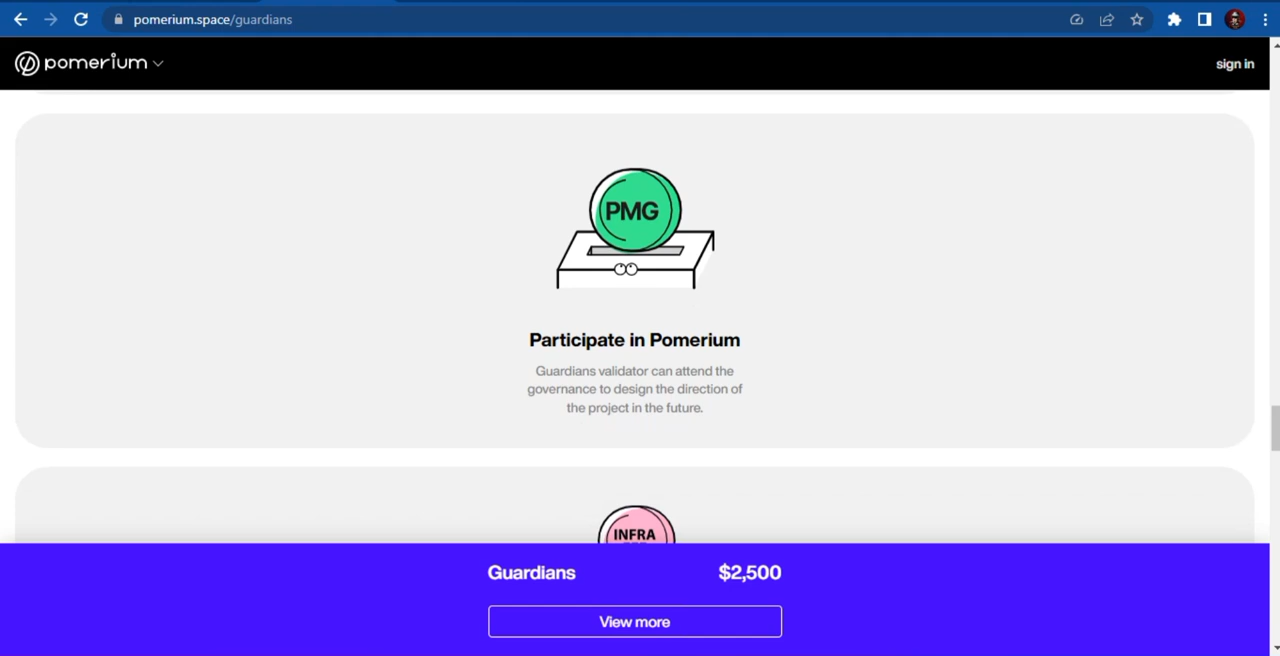 pomerium.space/guardians
pomerium
sign in
PMG
Participate in Pomerium
Guardians validator can attend the
governance to design the direction of
the project in the future.
INFRA
Guardians $2,500
View more